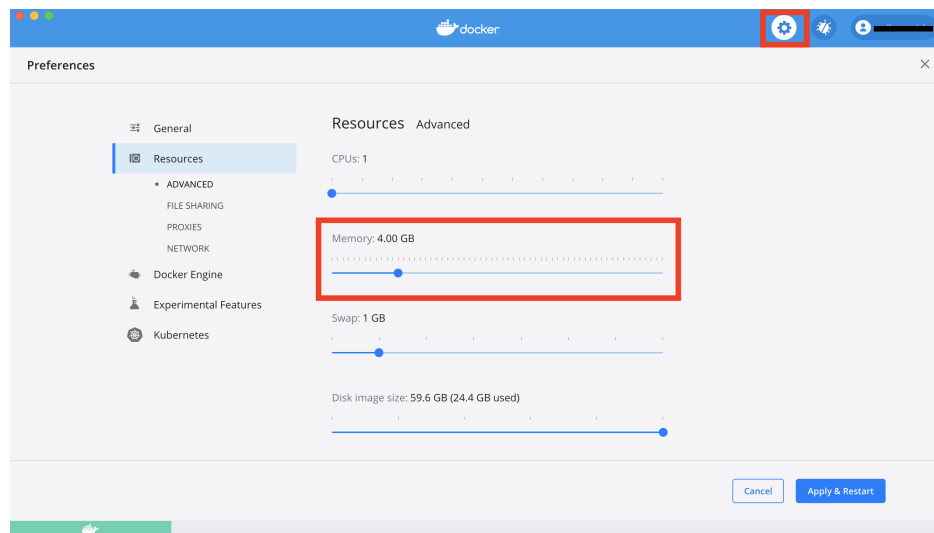 docker
Preferences
General
Resources
ADVANCED
FILE SHARING
PROXIES
NETWORK
Docker Engine
Experimental Features
Kubernetes
Resources Advanced
CPUs: 1
Memory: 4.00 GB
Swap: 1 GB
Disk image size: 59.6 GB (24.4 GB used)
Cancel
Apply & Restart